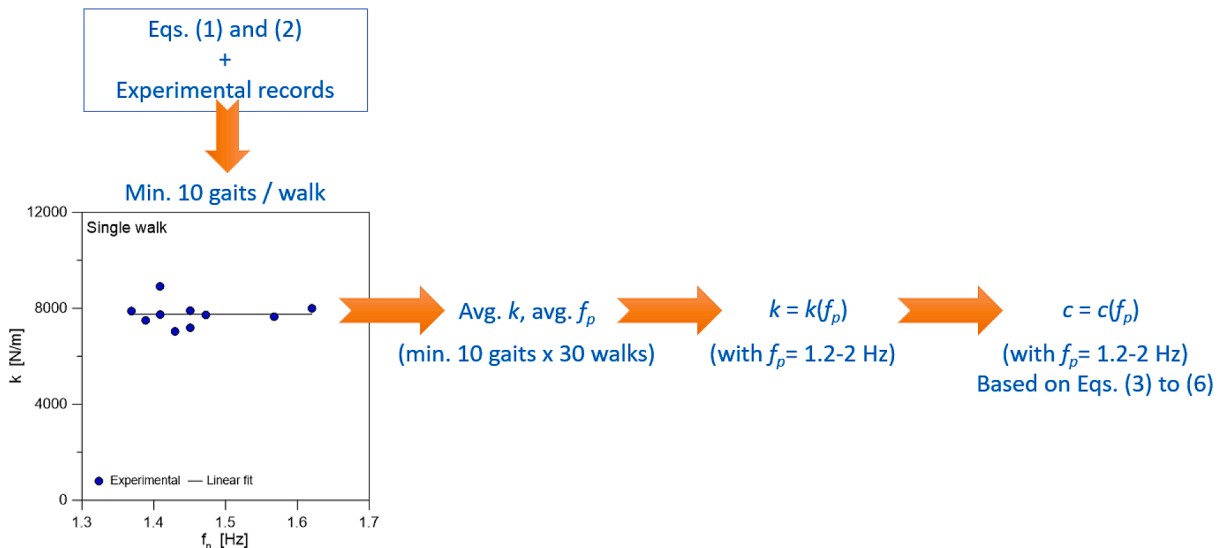 Eqs. (1) and (2)
+
Experimental records
Min. 10 gaits / walk
12000
Single walk
8000
k [N/m]
4000
Experimental — Linear fit
0
1.3 1.4 1.5 1.6 1.7
fp [Hz]
Avg. k, avg. fp
(min. 10 gaits x 30 walks)
k = k(fp)
(with fp= 1.2-2 Hz)
c = c(fp)
(with fp= 1.2-2 Hz)
Based on Eqs. (3) to (6)